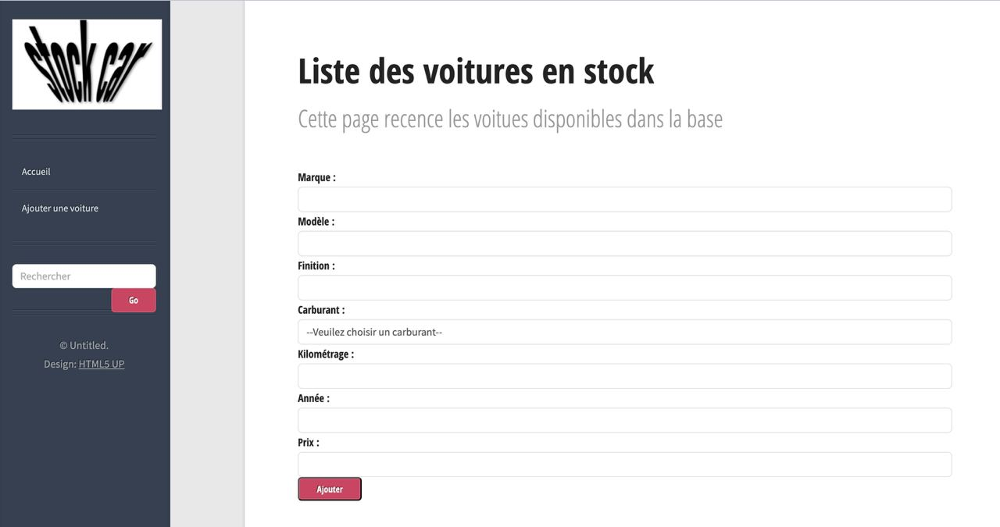 stock car
Accueil
Ajouter une voiture
Rechercher
Go
© Untitled.
Design: HTML5 UP
Liste des voitures en stock
Cette page recence les voitues disponibles dans la base
Marque :
Modèle :
Finition :
Carburant :
--Veuilez choisir un carburant--
Kilométrage :
Année :
Prix :
Ajouter